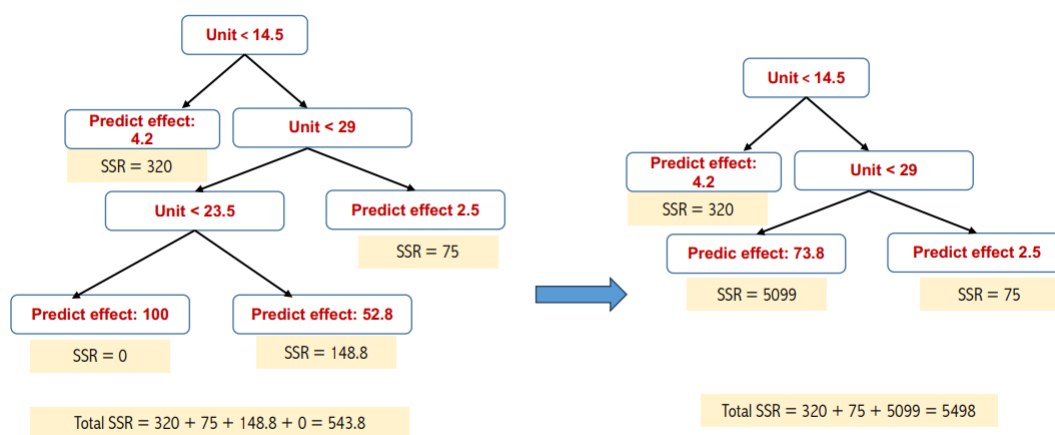 Unit < 14.5
Predict effect:
4.2
Unit < 29
SSR = 320
Unit < 23.5
Predict effect 2.5
SSR = 75
Predict effect: 100
Predict effect: 52.8
SSR = 0
SSR = 148.8
Total SSR = 320 + 75 + 148.8 + 0 = 543.8
Unit < 14.5
Predict effect:
4.2
Unit < 29
SSR = 320
Predic effect: 73.8
Predict effect 2.5
SSR = 5099
SSR = 75
Total SSR = 320 + 75 + 5099 = 5498